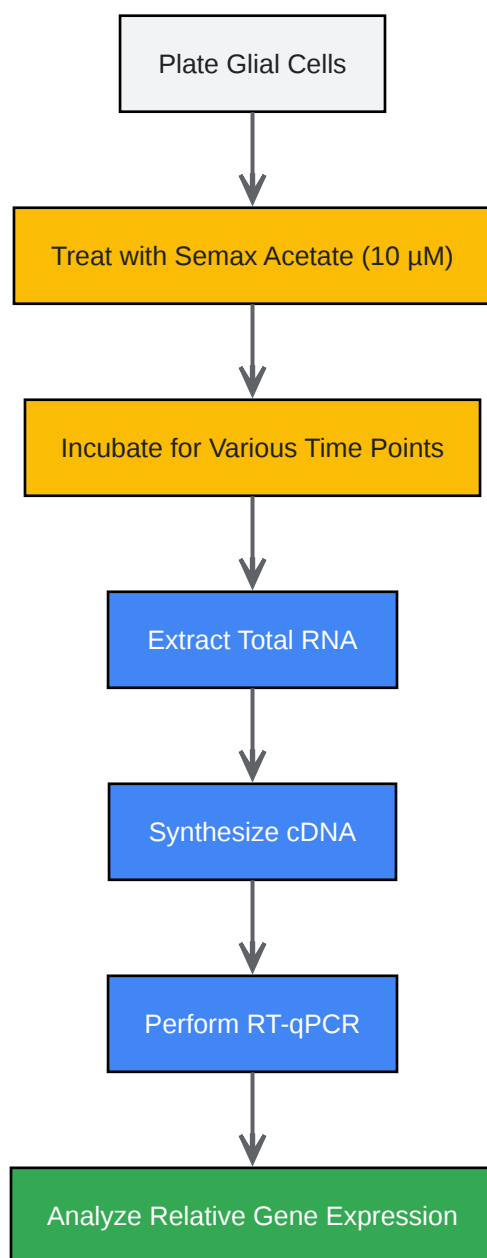 Plate Glial Cells
Treat with Semax Acetate (10 µM)
Incubate for Various Time Points
Extract Total RNA
Synthesize cDNA
Perform RT-qPCR
Analyze Relative Gene Expression